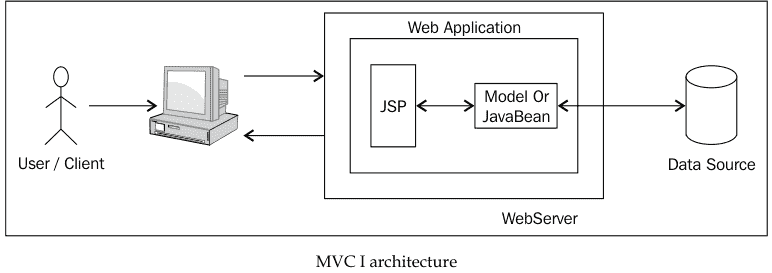 Web Application
JSP
Model Or
JavaBean
User / Client
Data Source
WebServer
MVC I architecture